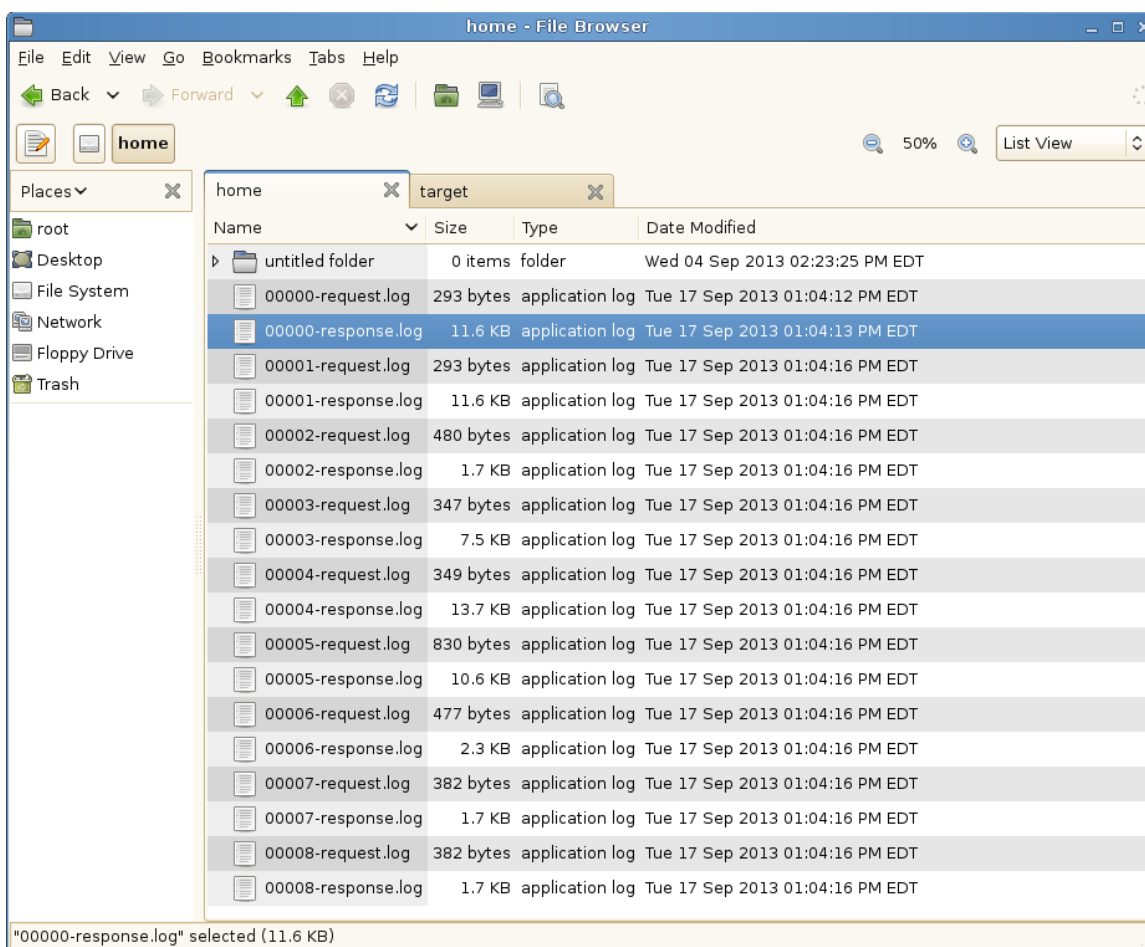 home - File Browser
File Edit View Go Bookmarks Tabs Help
Back Forward
home 50% List View
Places home target
Name Size Type Date Modified
root
Desktop
File System
Network
Floppy Drive
Trash
untitled folder 0 items folder Wed 04 Sep 2013 02:23:25 PM EDT
00000-request.log 293 bytes application log Tue 17 Sep 2013 01:04:12 PM EDT
00000-response.log 11.6 KB application log Tue 17 Sep 2013 01:04:13 PM EDT
00001-request.log 293 bytes application log Tue 17 Sep 2013 01:04:16 PM EDT
00001-response.log 11.6 KB application log Tue 17 Sep 2013 01:04:16 PM EDT
00002-request.log 480 bytes application log Tue 17 Sep 2013 01:04:16 PM EDT
00002-response.log 1.7 KB application log Tue 17 Sep 2013 01:04:16 PM EDT
00003-request.log 347 bytes application log Tue 17 Sep 2013 01:04:16 PM EDT
00003-response.log 7.5 KB application log Tue 17 Sep 2013 01:04:16 PM EDT
00004-request.log 349 bytes application log Tue 17 Sep 2013 01:04:16 PM EDT
00004-response.log 13.7 KB application log Tue 17 Sep 2013 01:04:16 PM EDT
00005-request.log 830 bytes application log Tue 17 Sep 2013 01:04:16 PM EDT
00005-response.log 10.6 KB application log Tue 17 Sep 2013 01:04:16 PM EDT
00006-request.log 477 bytes application log Tue 17 Sep 2013 01:04:16 PM EDT
00006-response.log 2.3 KB application log Tue 17 Sep 2013 01:04:16 PM EDT
00007-request.log 382 bytes application log Tue 17 Sep 2013 01:04:16 PM EDT
00007-response.log 1.7 KB application log Tue 17 Sep 2013 01:04:16 PM EDT
00008-request.log 382 bytes application log Tue 17 Sep 2013 01:04:16 PM EDT
00008-response.log 1.7 KB application log Tue 17 Sep 2013 01:04:16 PM EDT
"00000-response.log" selected (11.6 KB)